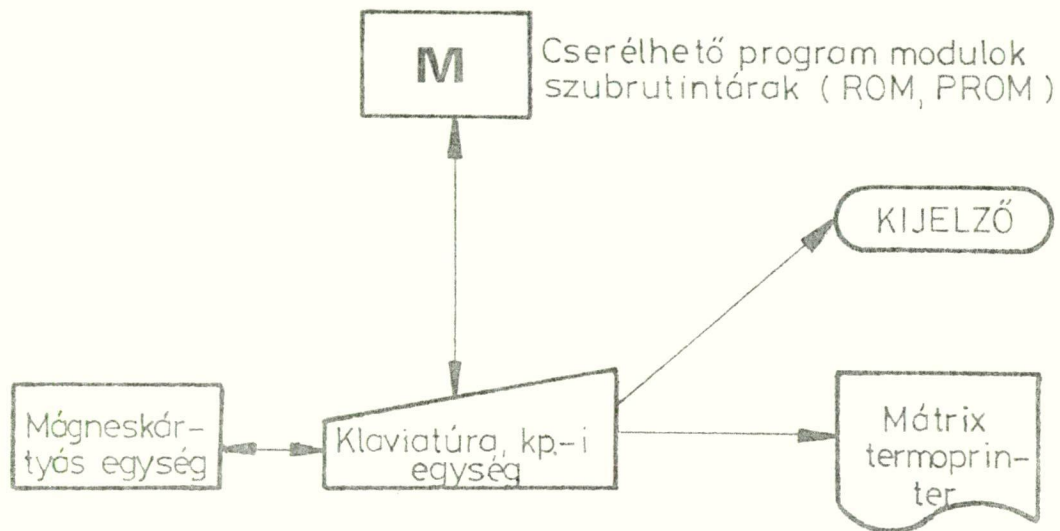 M
Cserélhető program modulok
szubrutintárak ( ROM, PROM )
KIJELZŐ
Mágneskár-
tyás egység
Klaviatúra, kp.-i
egység
Mátrix
termoprin-
ter